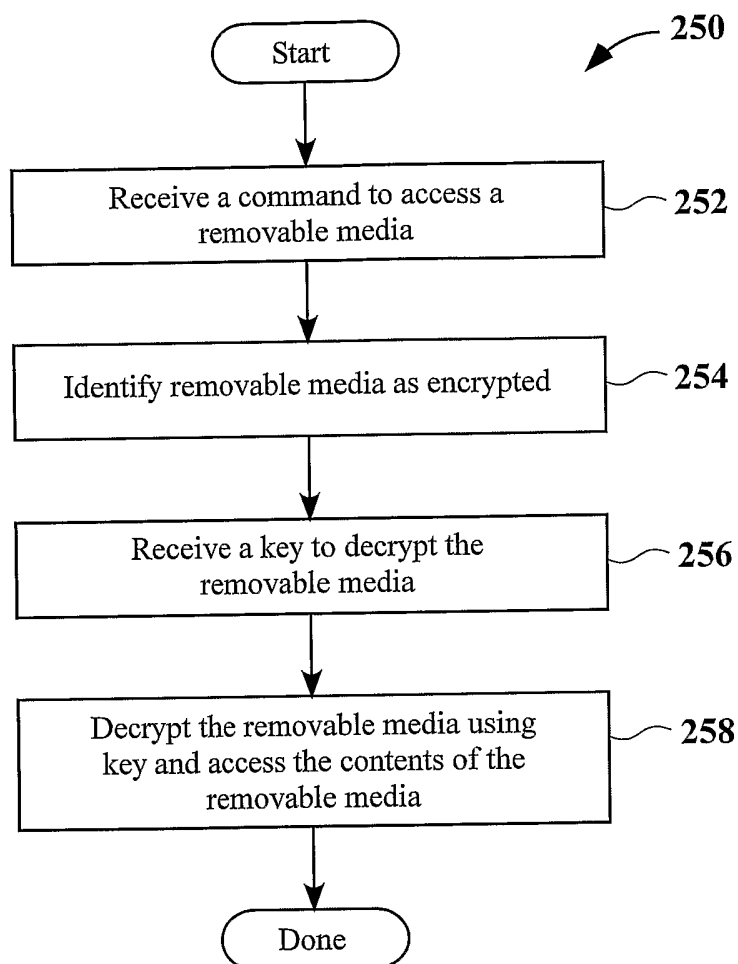 250
Start
Receive a command to access a
removable media
252
Identify removable media as encrypted
254
Receive a key to decrypt the
removable media
256
Decrypt the removable media using
key and access the contents of the
removable media
258
Done